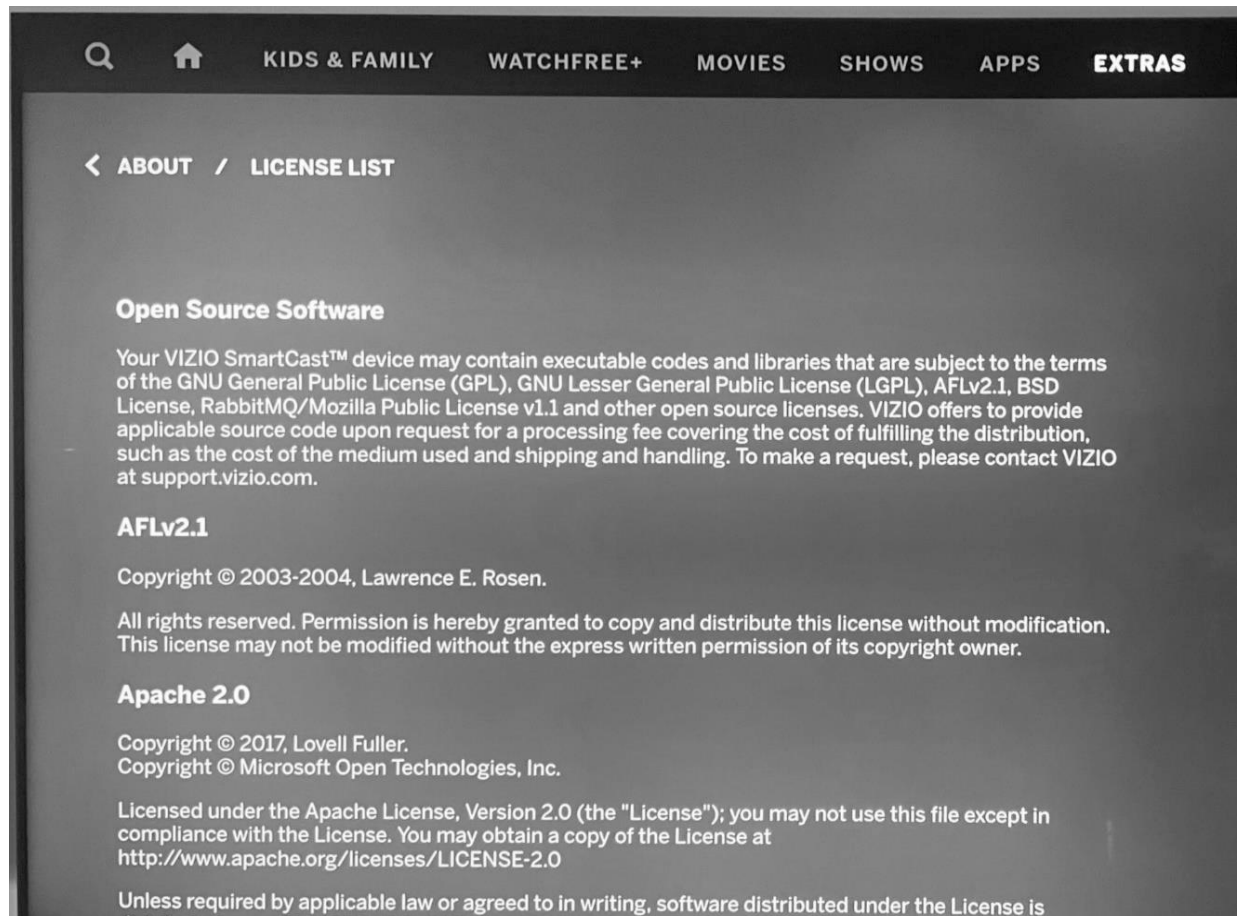 KIDS & FAMILY WATCHFREE+ MOVIES SHOWS APPS EXTRAS
< ABOUT / LICENSE LIST
Open Source Software
Your VIZIO SmartCast™ device may contain executable codes and libraries that are subject to the terms
of the GNU General Public License (GPL), GNU Lesser General Public License (LGPL), AFLv2.1, BSD
License, RabbitMQ/Mozilla Public License v1.1 and other open source licenses. VIZIO offers to provide
applicable source code upon request for a processing fee covering the cost of fulfilling the distribution,
such as the cost of the medium used and shipping and handling. To make a request, please contact VIZIO
at support.vizio.com.
AFLv2.1
Copyright © 2003-2004, Lawrence E. Rosen.
All rights reserved. Permission is hereby granted to copy and distribute this license without modification.
This license may not be modified without the express written permission of its copyright owner.
Apache 2.0
Copyright © 2017, Lovell Fuller.
Copyright © Microsoft Open Technologies, Inc.
Licensed under the Apache License, Version 2.0 (the "License"); you may not use this file except in
compliance with the License. You may obtain a copy of the License at
http://www.apache.org/licenses/LICENSE-2.0
Unless required by applicable law or agreed to in writing, software distributed under the License is